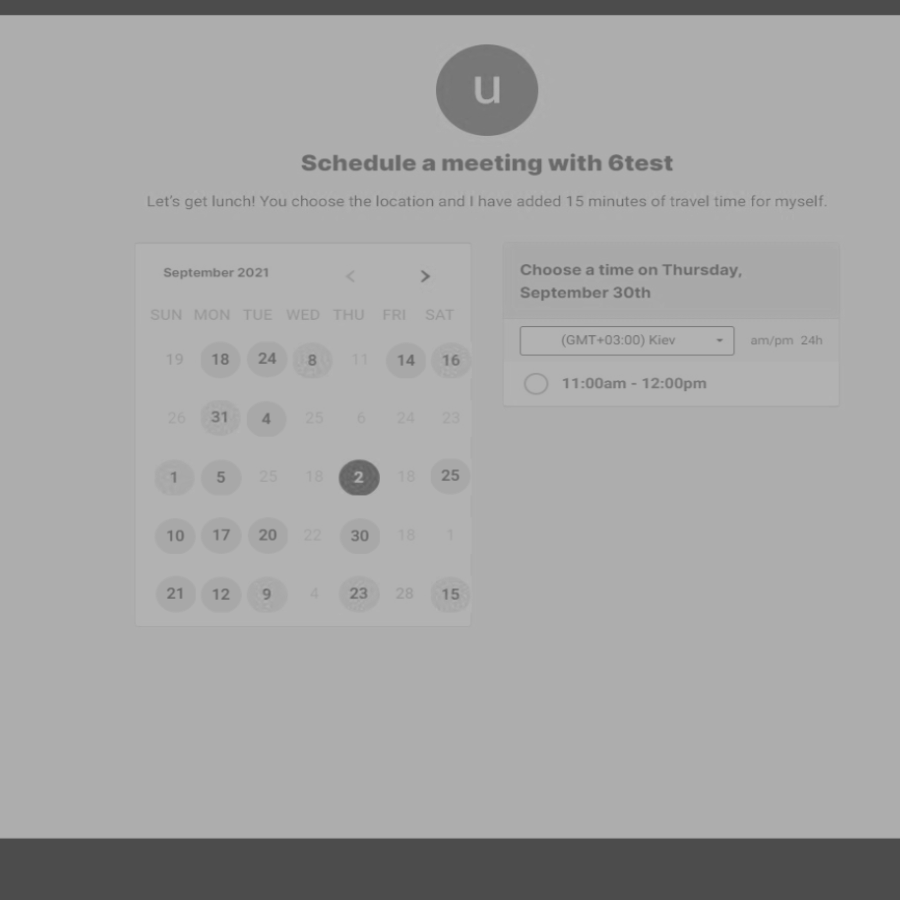 u
Schedule a meeting with 6test
Let's get lunch! You choose the location and I have added 15 minutes of travel time for myself.
September 2021 < >
SUN MON TUE WED THU FRI SAT
19 18 24 8 11 14 16
26 31 4 25 6 24 23
1 5 25 18 2 18 25
10 17 20 22 30 18 1
21 12 9 4 23 28 15
Choose a time on Thursday,
September 30th
(GMT+03:00) Kiev am/pm 24h
11:00am - 12:00pm